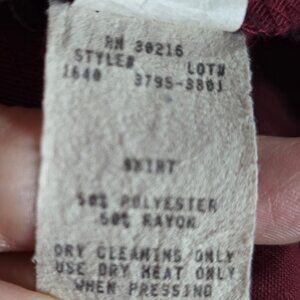 RN 30216
STYLE# LOT#
1640 3795-3801
SKIRT
50% POLYESTER
50% RAYON
DRY CLEANING ONLY
USE DRY HEAT ONLY
WHEN PRESSING